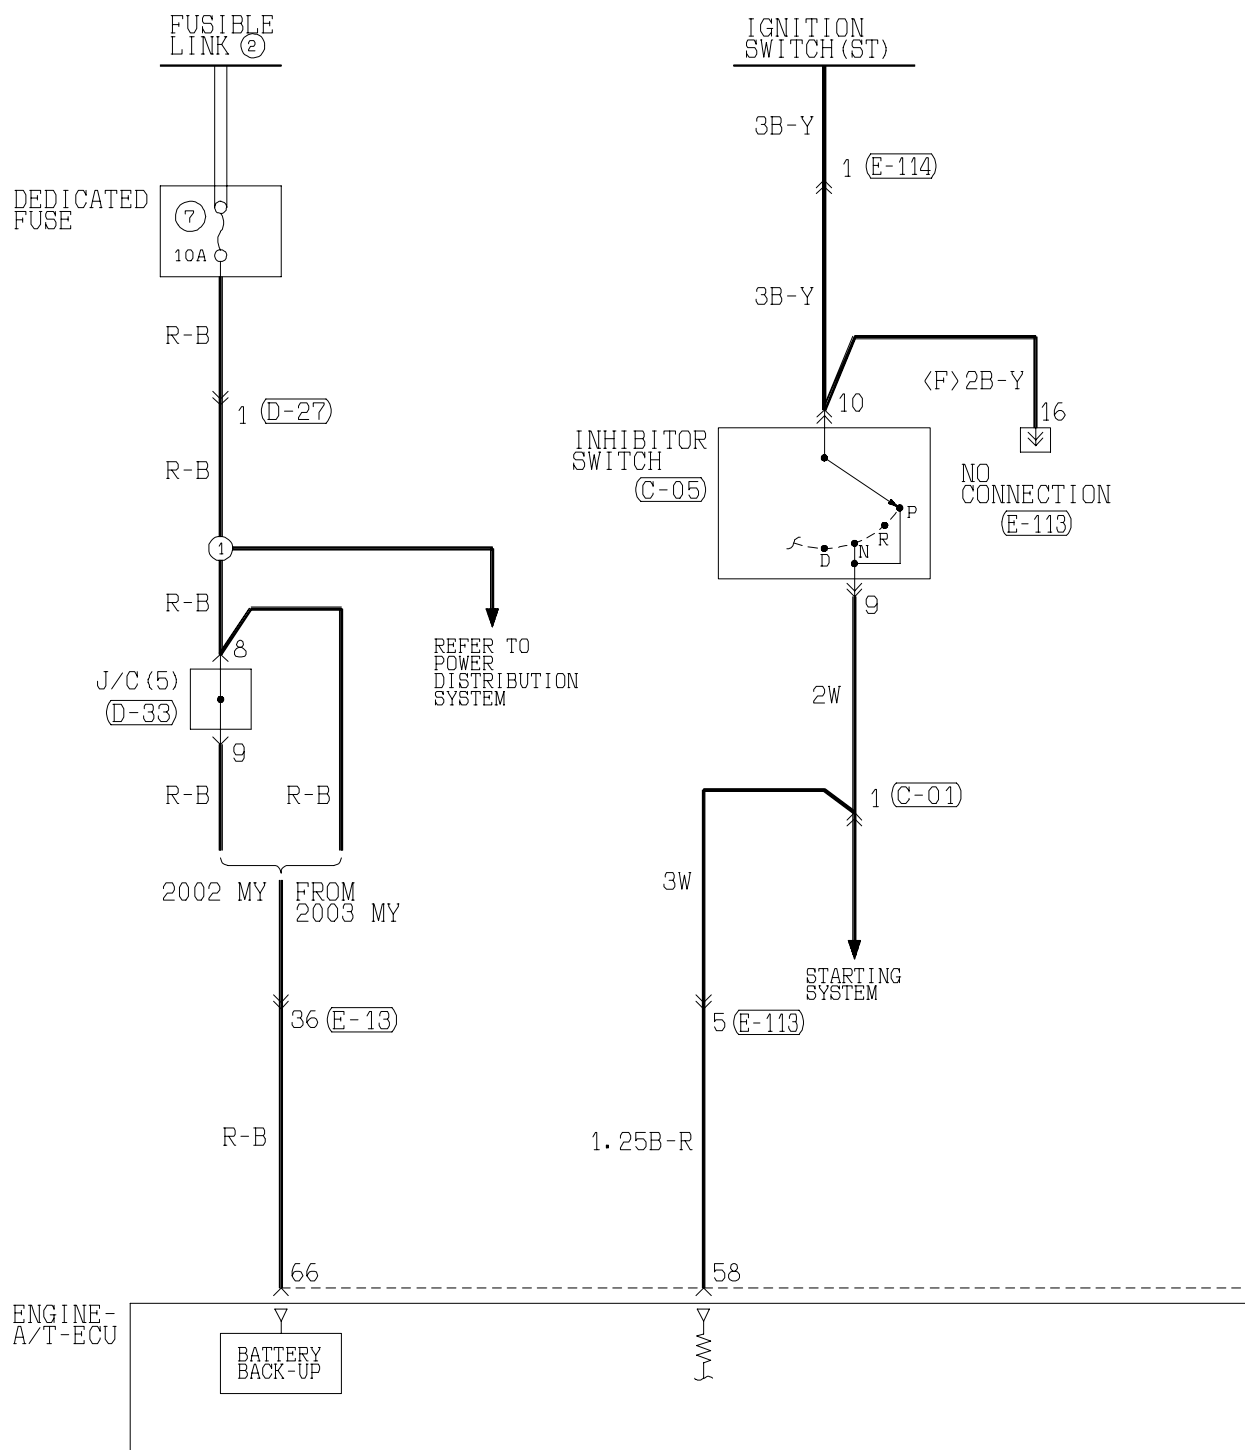 FUSIBLE
LINK 2
IGNITION
SWITCH(ST)
3B-Y
1 E-114
DEDICATED
FUSE
7
10A
3B-Y
R-B
<F>2B-Y
1 D-27
10
16
INHIBITOR
SWITCH
C-05
R-B
NO
CONNECTION
E-113
P
R
N
D
1
R-B
9
8
REFER TO
POWER
DISTRIBUTION
SYSTEM
J/C(5)
D-33
2W
9
R-B
R-B
1 C-01
2002 MY
FROM
2003 MY
3W
STARTING
SYSTEM
36 E-13
5 E-113
R-B
1.25B-R
66
58
ENGINE-
A/T-ECU
BATTERY
BACK-UP